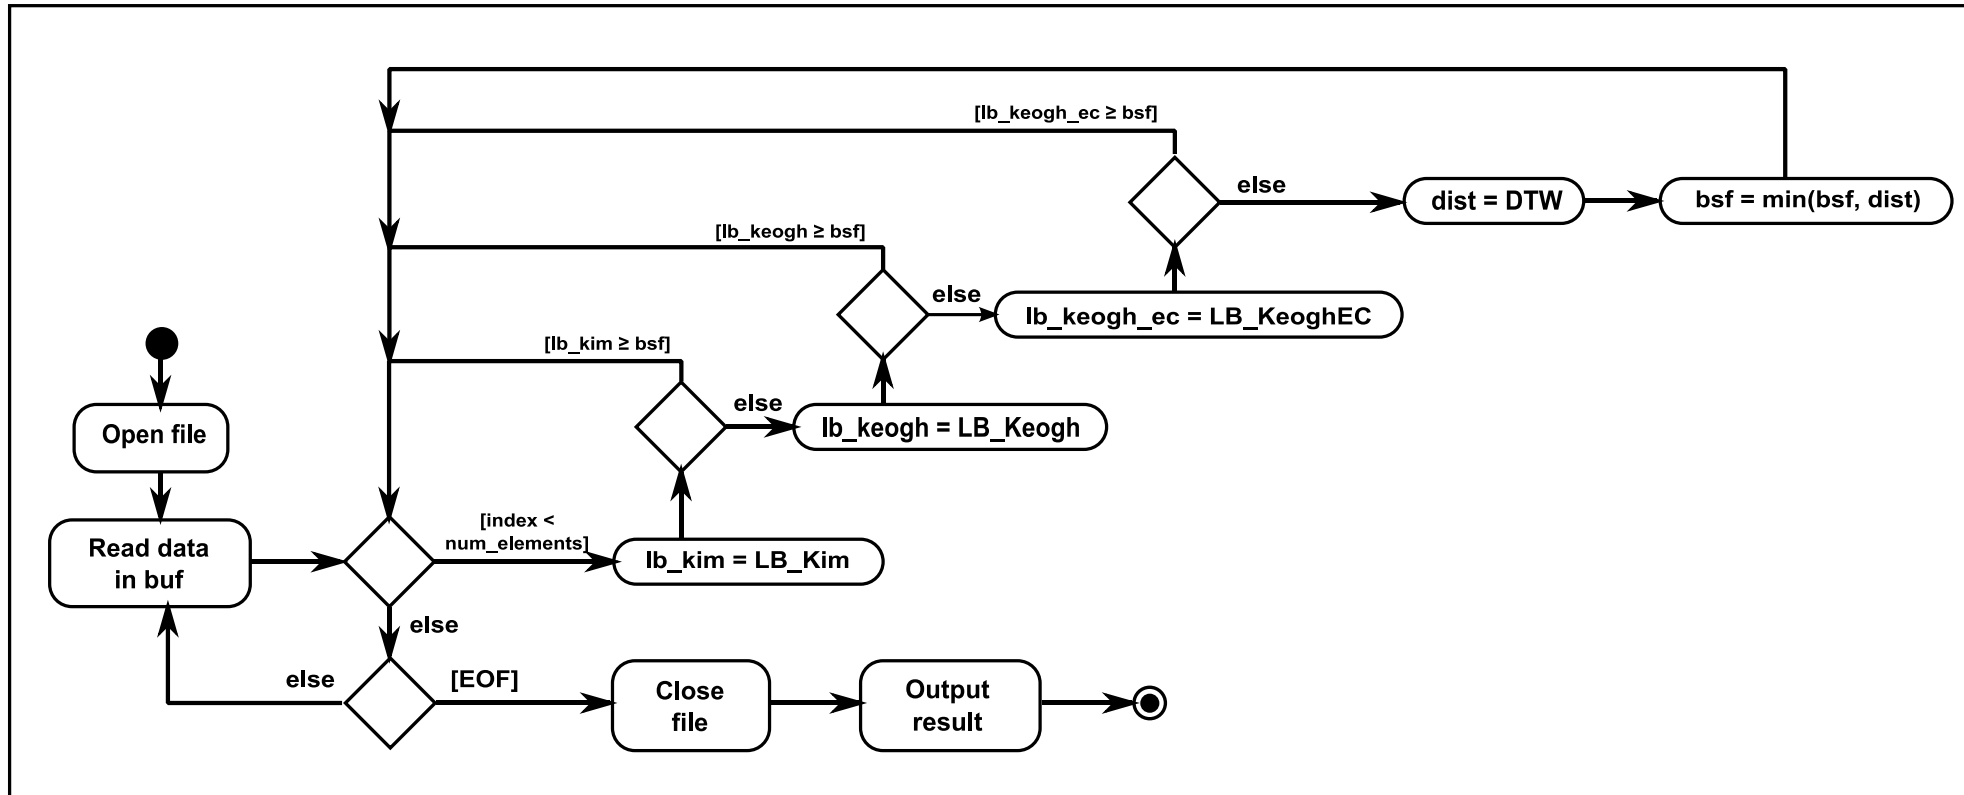 [lb_keogh_ec ≥ bsf]
else
dist = DTW
bsf = min(bsf, dist)
[lb_keogh ≥ bsf]
else
lb_keogh_ec = LB_KeoghEC
[lb_kim ≥ bsf]
else
lb_keogh = LB_Keogh
Open file
Read data
in buf
[index <
num_elements]
lb_kim = LB_Kim
else
else
[EOF]
Close
file
Output
result